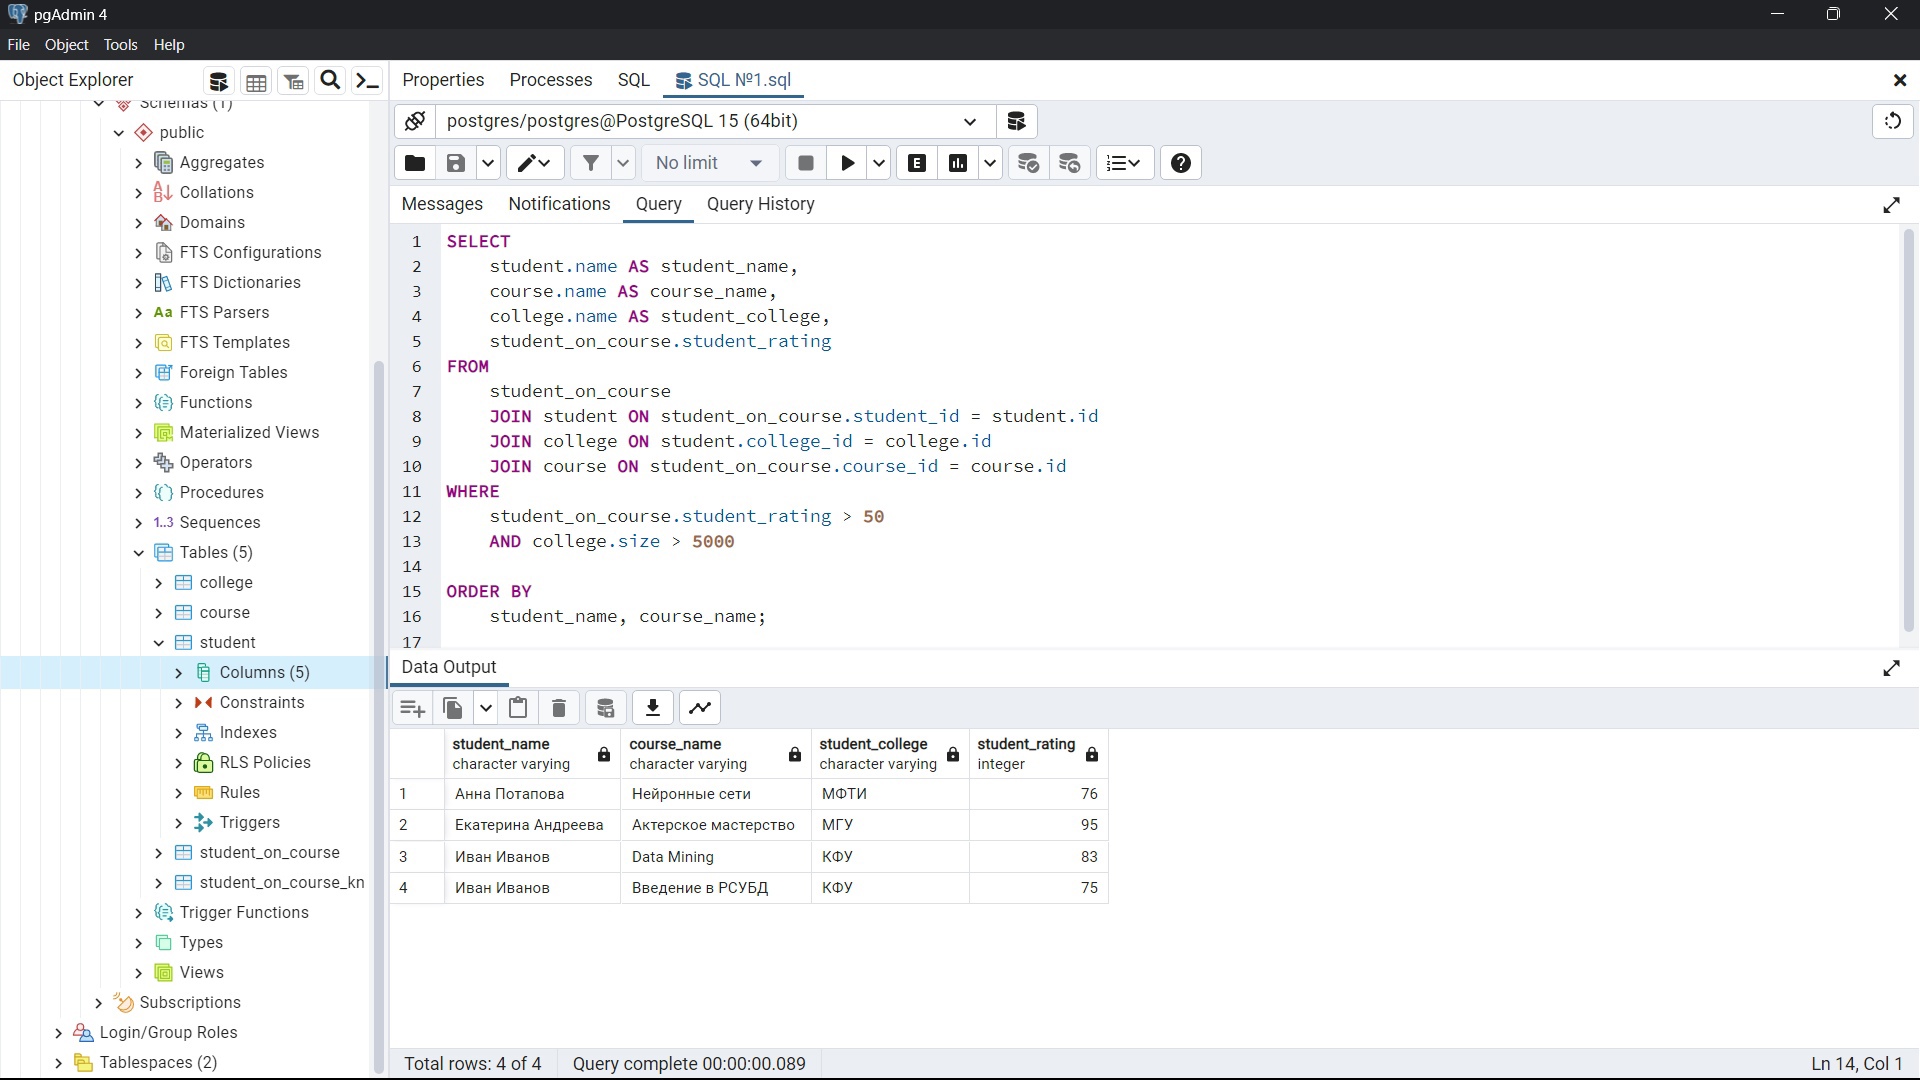 pgAdmin 4
File Object Tools Help
Object Explorer
Schemas (1)
public
Aggregates
Collations
Domains
FTS Configurations
FTS Dictionaries
Aa FTS Parsers
FTS Templates
Foreign Tables
Functions
Materialized Views
Operators
Procedures
1..3 Sequences
Tables (5)
college
course
student
Columns (5)
Constraints
Indexes
RLS Policies
Rules
Triggers
student_on_course
student_on_course_kn
Trigger Functions
Types
Views
Subscriptions
Login/Group Roles
Tablespaces (2)
Properties Processes SQL SQL №1.sql
postgres/postgres@PostgreSQL 15 (64bit)
No limit E
Messages Notifications Query Query History
1 SELECT
2 student.name AS student_name,
3 course.name AS course_name,
4 college.name AS student_college,
5 student_on_course.student_rating
6 FROM
7 student_on_course
8 JOIN student ON student_on_course.student_id = student.id
9 JOIN college ON student.college_id = college.id
10 JOIN course ON student_on_course.course_id = course.id
11 WHERE
12 student_on_course.student_rating > 50
13 AND college.size > 5000
14
15 ORDER BY
16 student_name, course_name;
17
Data Output
student_name course_name student_college student_rating
character varying character varying character varying integer
1 Анна Потапова Нейронные сети МФТИ 76
2 Екатерина Андреева Актерское мастерство МГУ 95
3 Иван Иванов Data Mining КФУ 83
4 Иван Иванов Введение в РСУБД КФУ 75
Total rows: 4 of 4 Query complete 00:00:00.089 Ln 14, Col 1